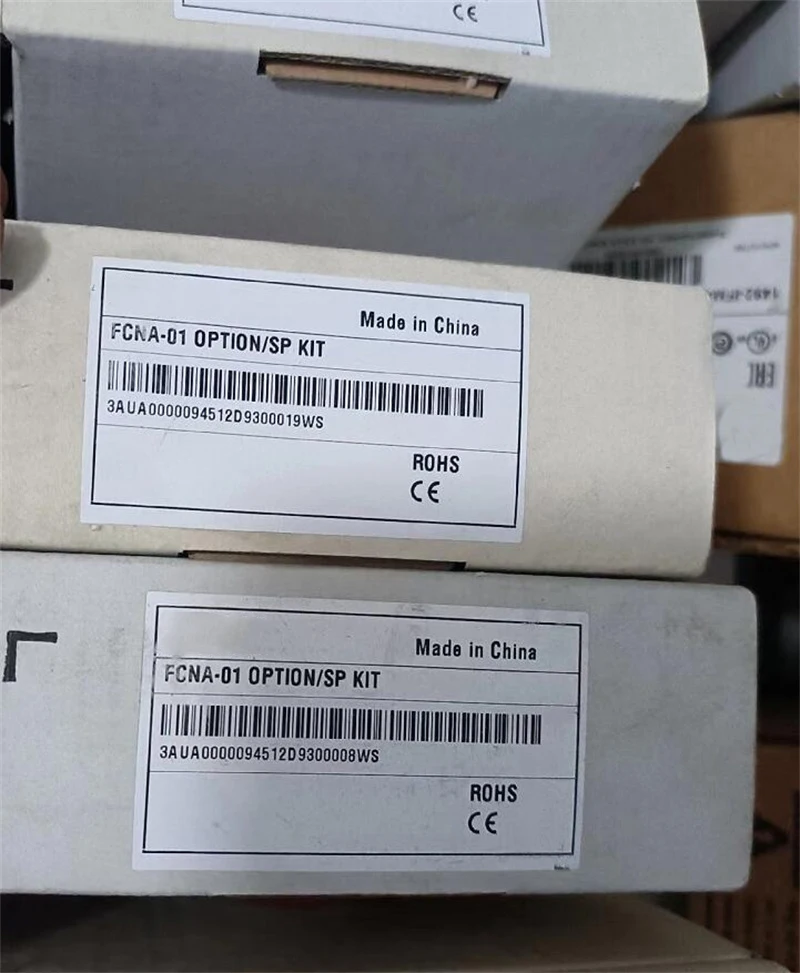 CE
Made in China
FCNA-01 OPTION/SP KIT
3AUA0000094512D9300019WS
ROHS
CE
Made in China
FCNA-01 OPTION/SP KIT
3AUA0000094512D9300008WS
ROHS
CE
EAC